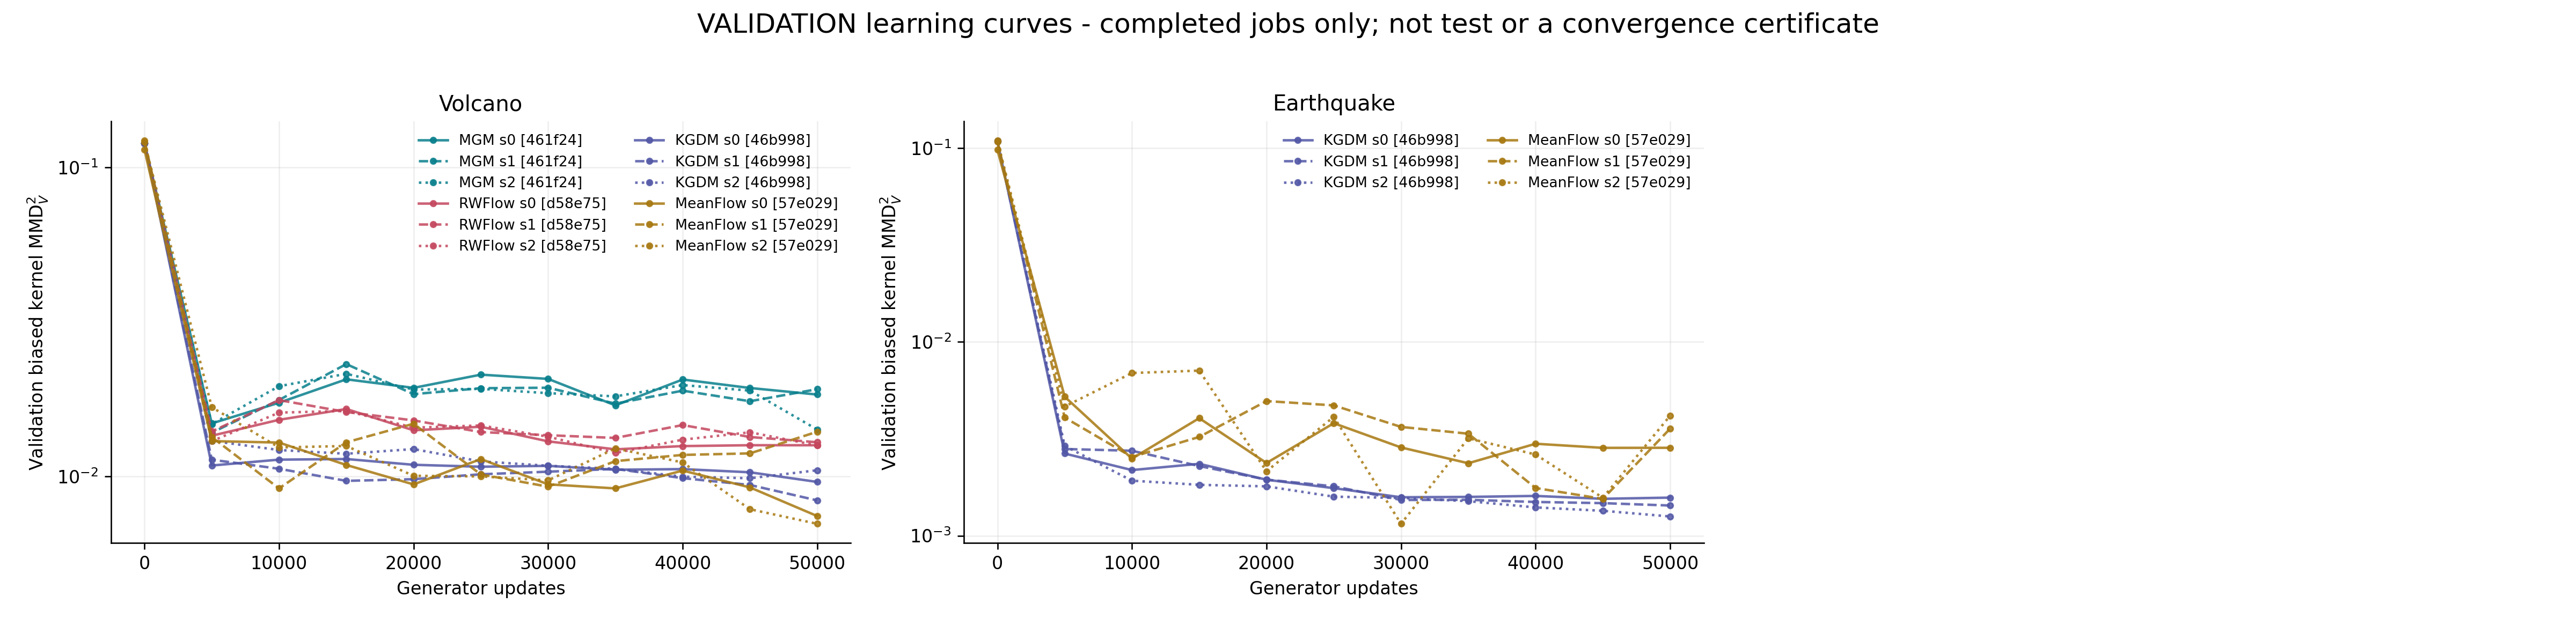 VALIDATION learning curves - completed jobs only; not test or a convergence certificate
Volcano
Validation biased kernel MMD²_V
10⁻¹
10⁻²
MGM s0 [461f24]
MGM s1 [461f24]
MGM s2 [461f24]
RWFlow s0 [d58e75]
RWFlow s1 [d58e75]
RWFlow s2 [d58e75]
KGDM s0 [46b998]
KGDM s1 [46b998]
KGDM s2 [46b998]
MeanFlow s0 [57e029]
MeanFlow s1 [57e029]
MeanFlow s2 [57e029]
0 10000 20000 30000 40000 50000
Generator updates
Earthquake
Validation biased kernel MMD²_V
10⁻¹
10⁻²
10⁻³
KGDM s0 [46b998]
KGDM s1 [46b998]
KGDM s2 [46b998]
MeanFlow s0 [57e029]
MeanFlow s1 [57e029]
MeanFlow s2 [57e029]
0 10000 20000 30000 40000 50000
Generator updates